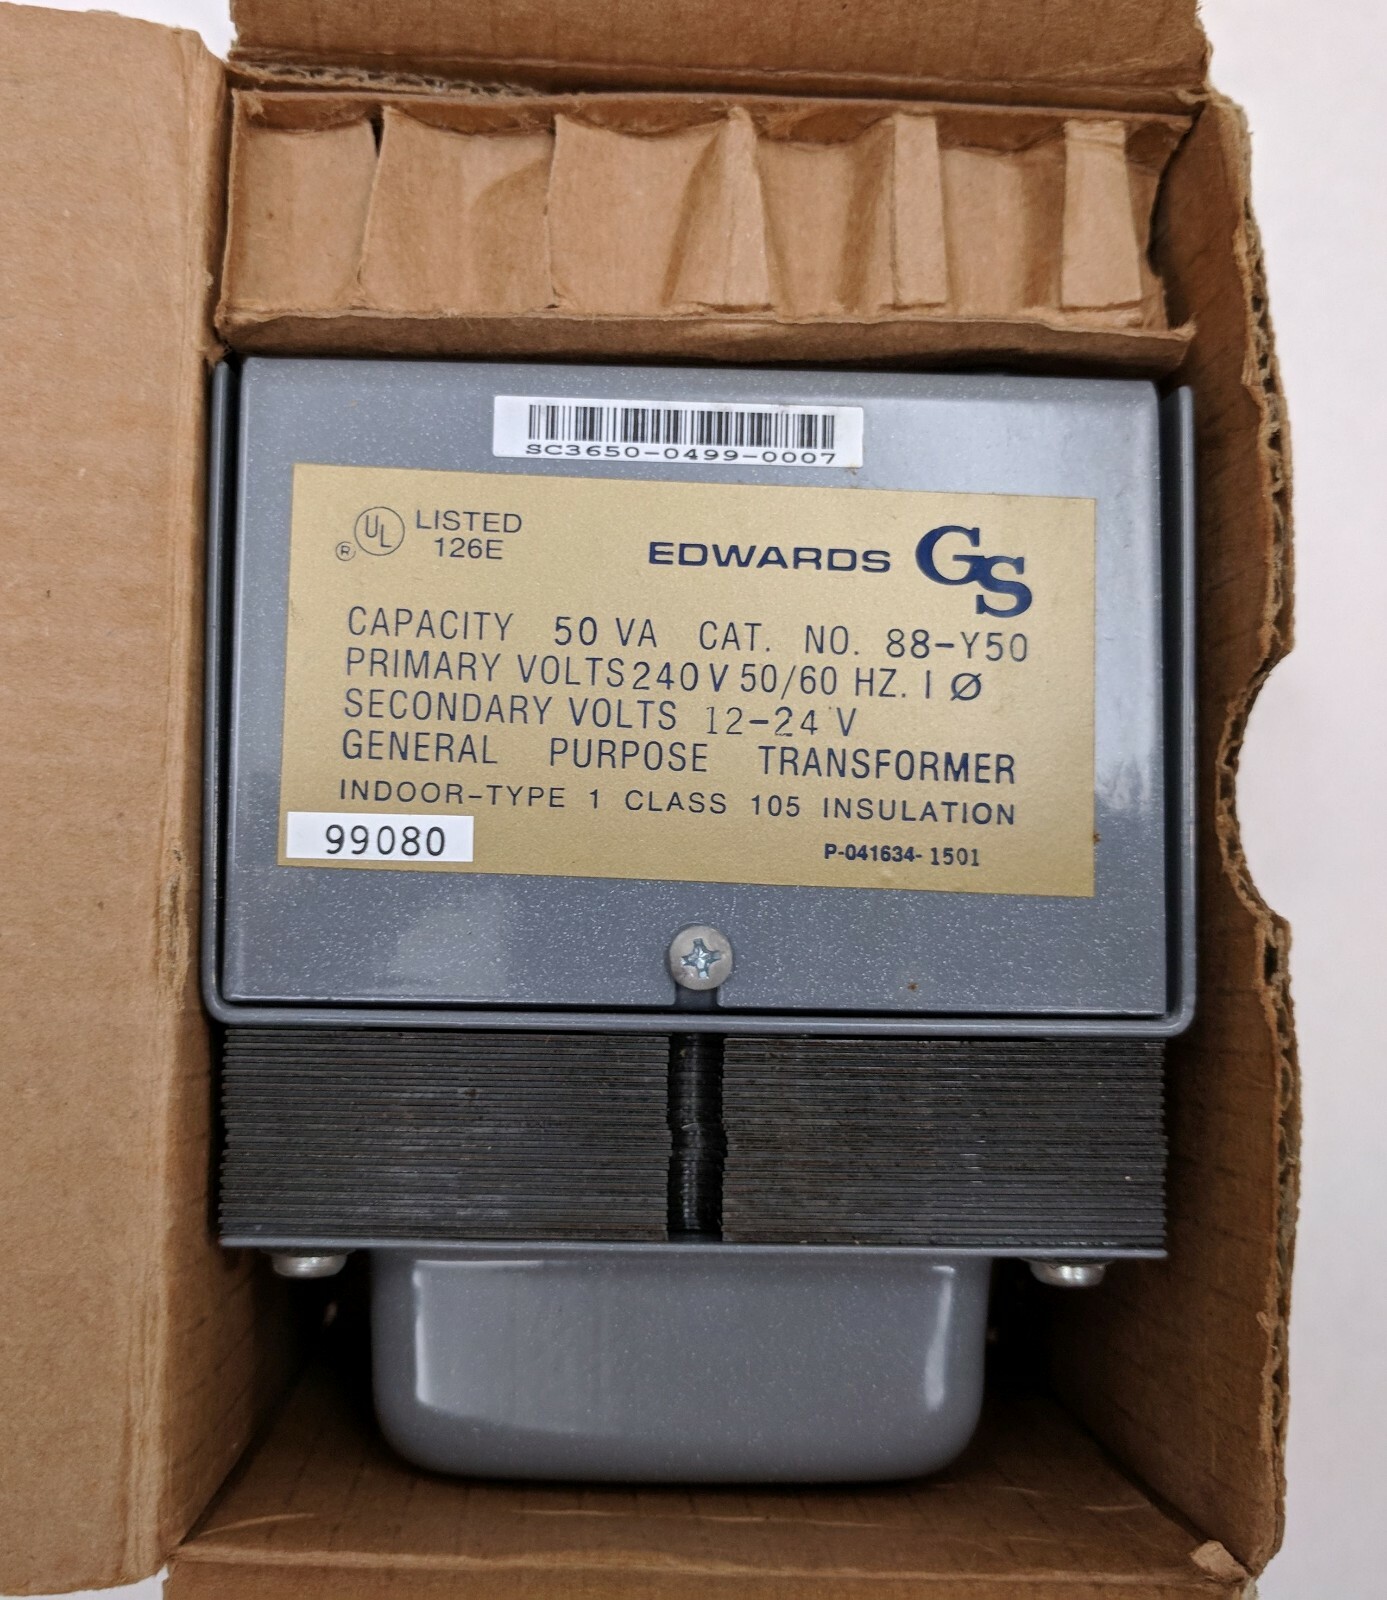 SC3650-0499-0007
UL LISTED
® 126E
EDWARDS GS
CAPACITY 50 VA CAT. NO. 88-Y50
PRIMARY VOLTS 240 V 50/60 HZ. 1 Ø
SECONDARY VOLTS 12-24 V
GENERAL PURPOSE TRANSFORMER
INDOOR-TYPE 1 CLASS 105 INSULATION
99080
P-041634-1501